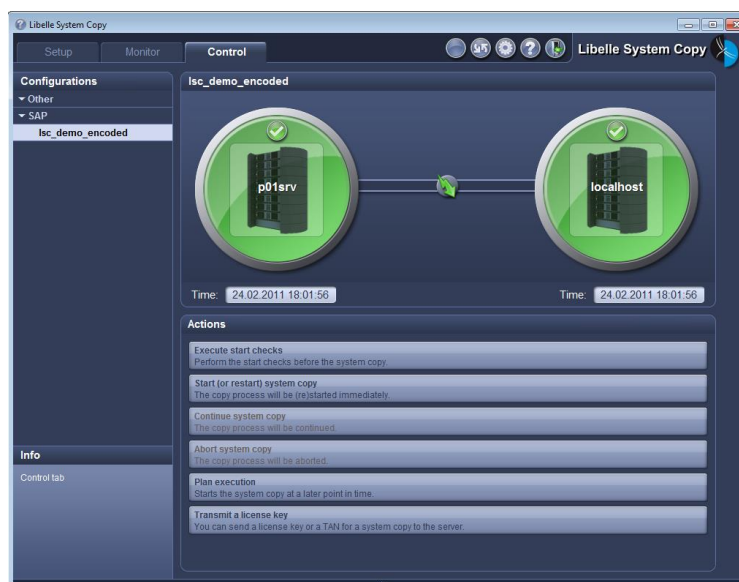 Libelle System Copy
Setup
Monitor
Control
Libelle System Copy
Configurations
Other
SAP
lsc_demo_encoded
lsc_demo_encoded
p01srv
localhost
Time: 24.02.2011 18:01:56
Time: 24.02.2011 18:01:56
Actions
Execute start checks
Perform the start checks before the system copy.
Start (or restart) system copy
The copy process will be (re)started immediately.
Continue system copy
The copy process will be continued.
Abort system copy
The copy process will be aborted.
Plan execution
Starts the system copy at a later point in time.
Transmit a license key
You can send a license key or a TAN for a system copy to the server.
Info
Control tab